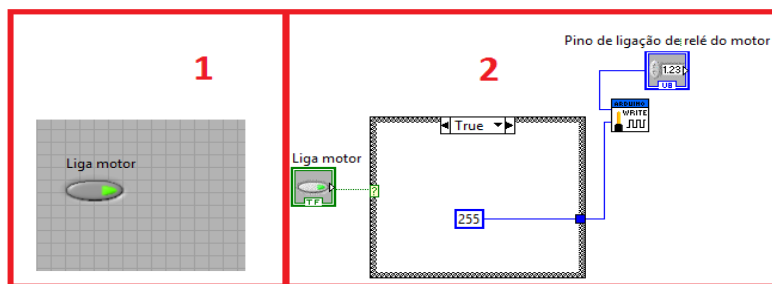 1
Liga motor
2
Pino de ligação de relé do motor
1.23
U8
ARDUINO
WRITE
True
Liga motor
?
TF
255